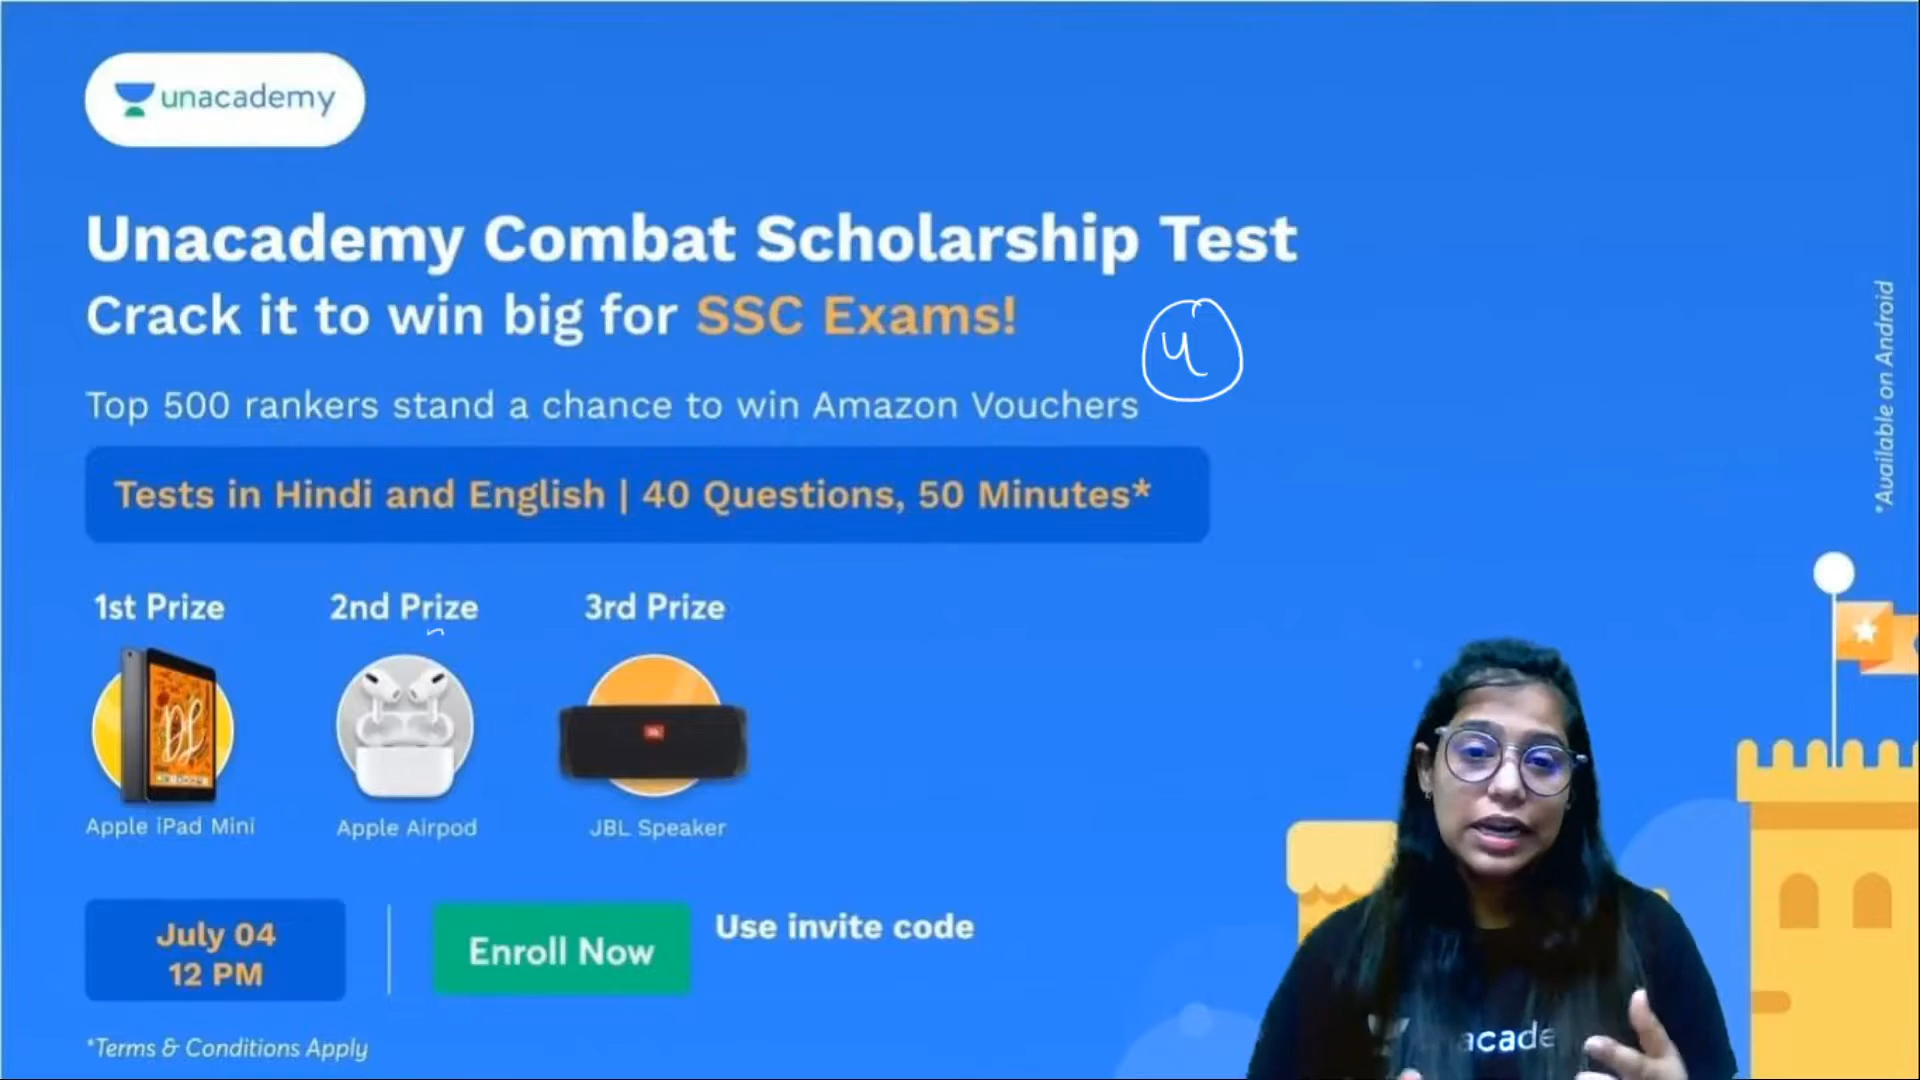 unacademy
Unacademy Combat Scholarship Test
Crack it to win big for SSC Exams!
Top 500 rankers stand a chance to win Amazon Vouchers
Tests in Hindi and English | 40 Questions, 50 Minutes*
1st Prize
2nd Prize
3rd Prize
Apple iPad Mini
Apple Airpod
JBL Speaker
July 04
12 PM
Enroll Now
Use invite code
*Terms & Conditions Apply
*Available on Android
acade